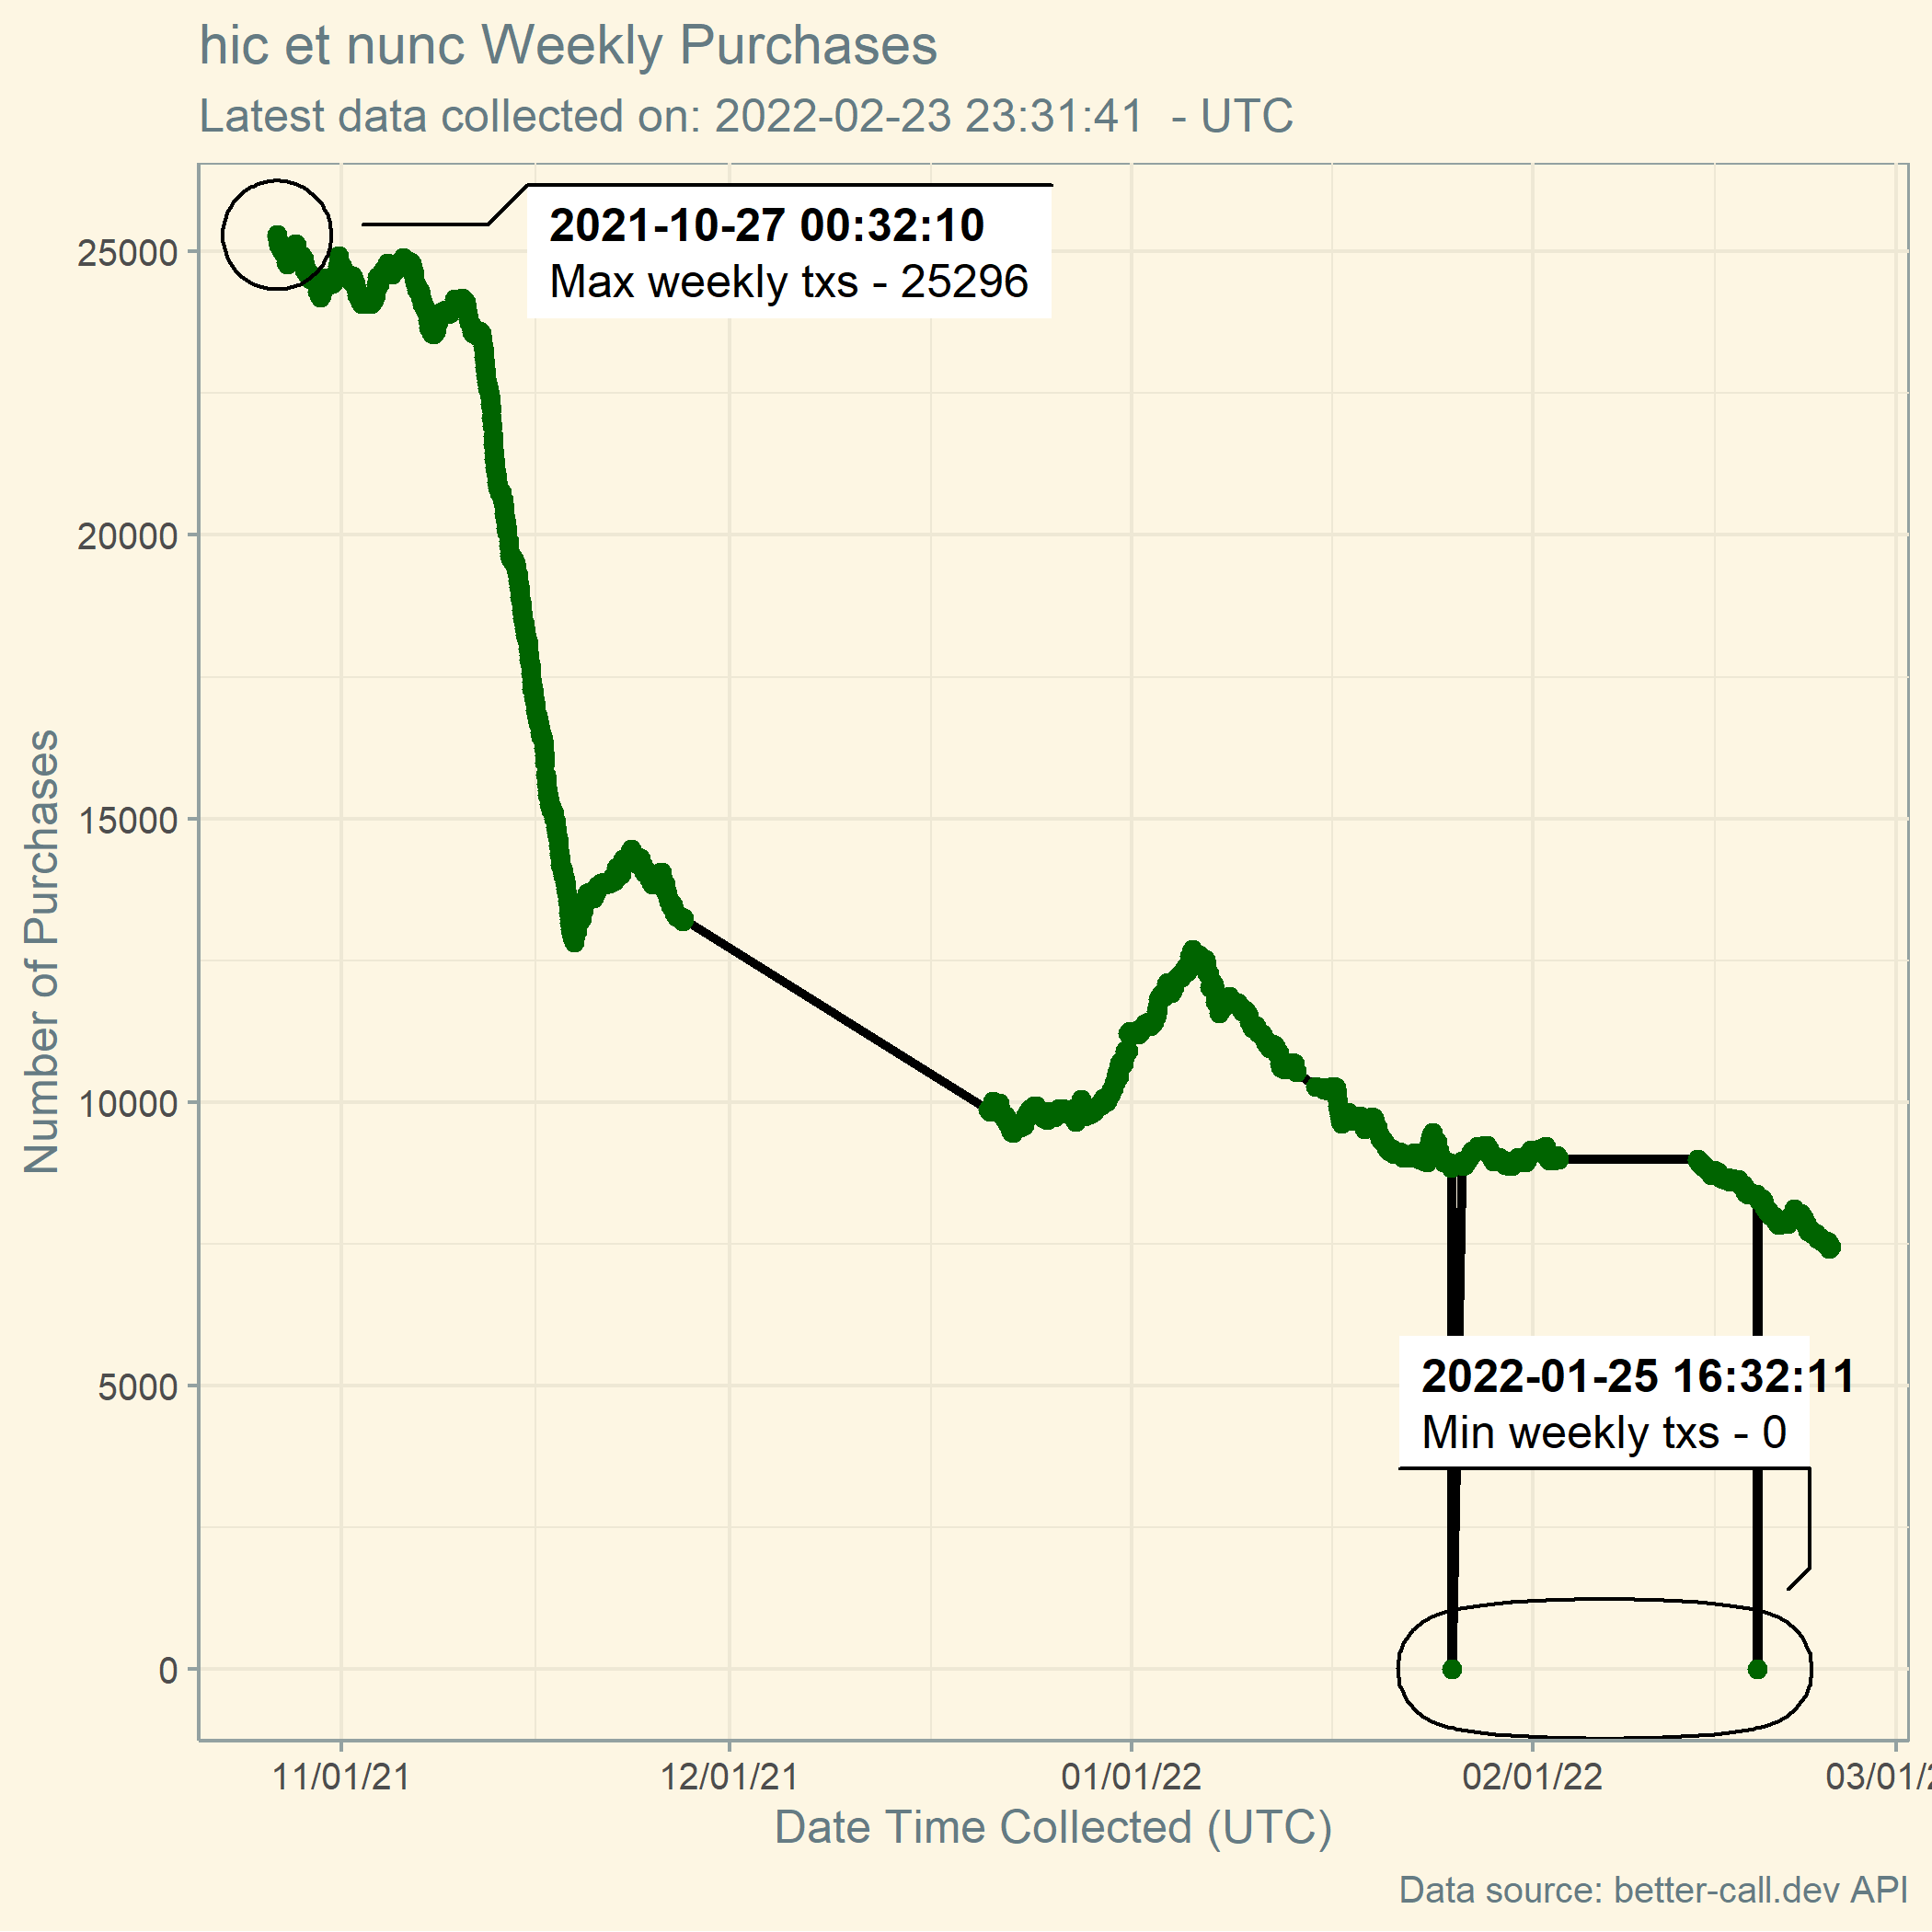 hic et nunc Weekly Purchases
Latest data collected on: 2022-02-23 23:31:41  - UTC
2021-10-27 00:32:10
Max weekly txs - 25296
25000
20000
15000
10000
5000
0
Number of Purchases
2022-01-25 16:32:11
Min weekly txs - 0
11/01/21
12/01/21
01/01/22
02/01/22
03/01/2
Date Time Collected (UTC)
Data source: better-call.dev API